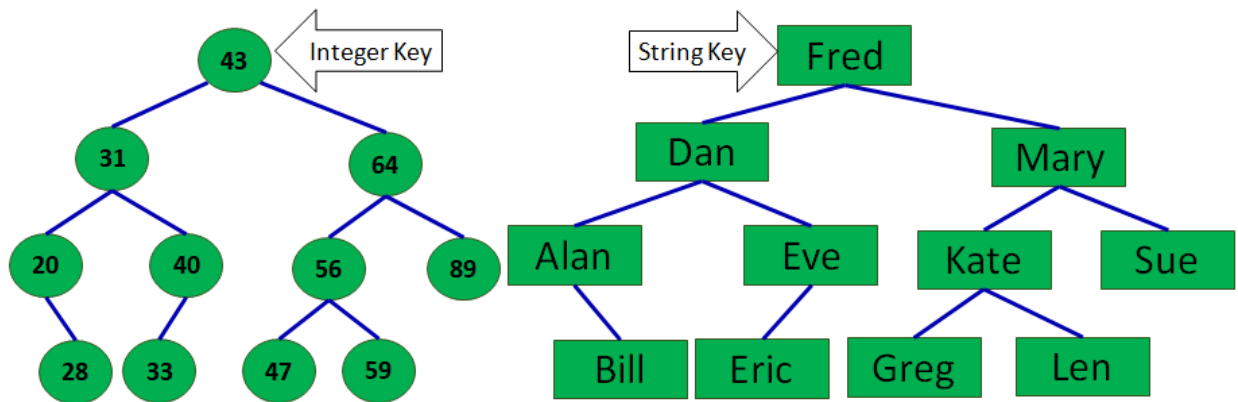 43
Integer Key
31
64
20
40
56
89
28
33
47
59
String Key
Fred
Dan
Mary
Alan
Eve
Kate
Sue
Bill
Eric
Greg
Len